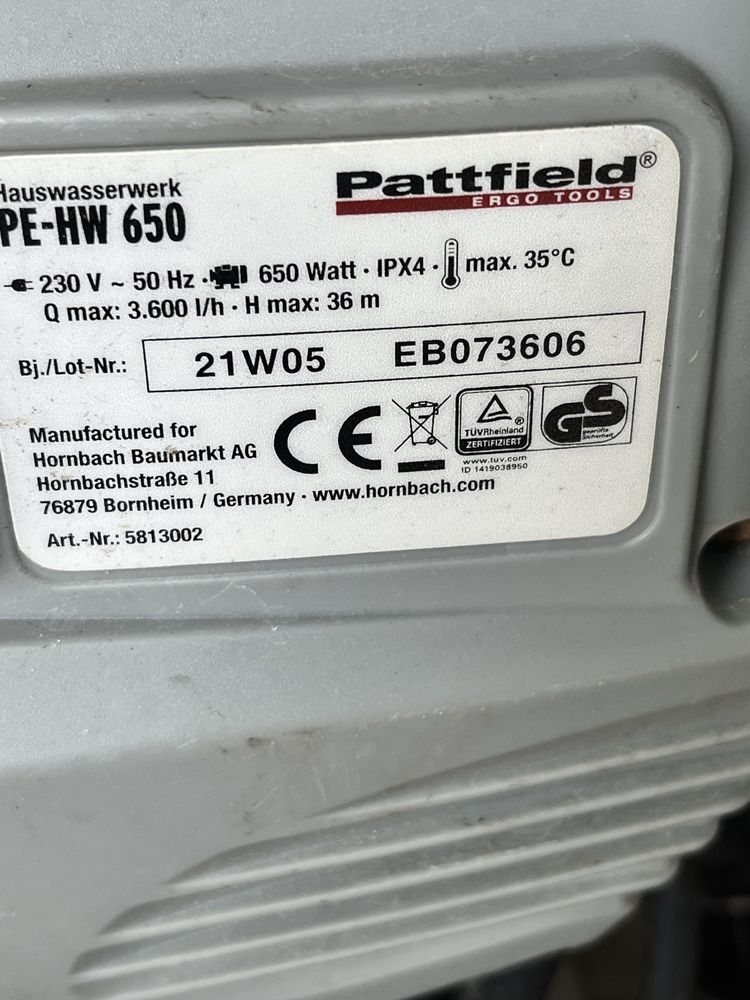 Hauswasserwerk
PE-HW 650
Pattfield®
ERGO TOOLS
230 V ~ 50 Hz · 650 Watt · IPX4 · max. 35°C
Q max: 3.600 l/h · H max: 36 m
Bj./Lot-Nr.: 21W05 EB073606
Manufactured for
Hornbach Baumarkt AG
Hornbachstraße 11
76879 Bornheim / Germany · www.hornbach.com
Art.-Nr.: 5813002
CE
TÜVRheinland®
ZERTIFIZIERT
www.tuv.com
ID 1419038950
GS
geprüfte
Sicherheit